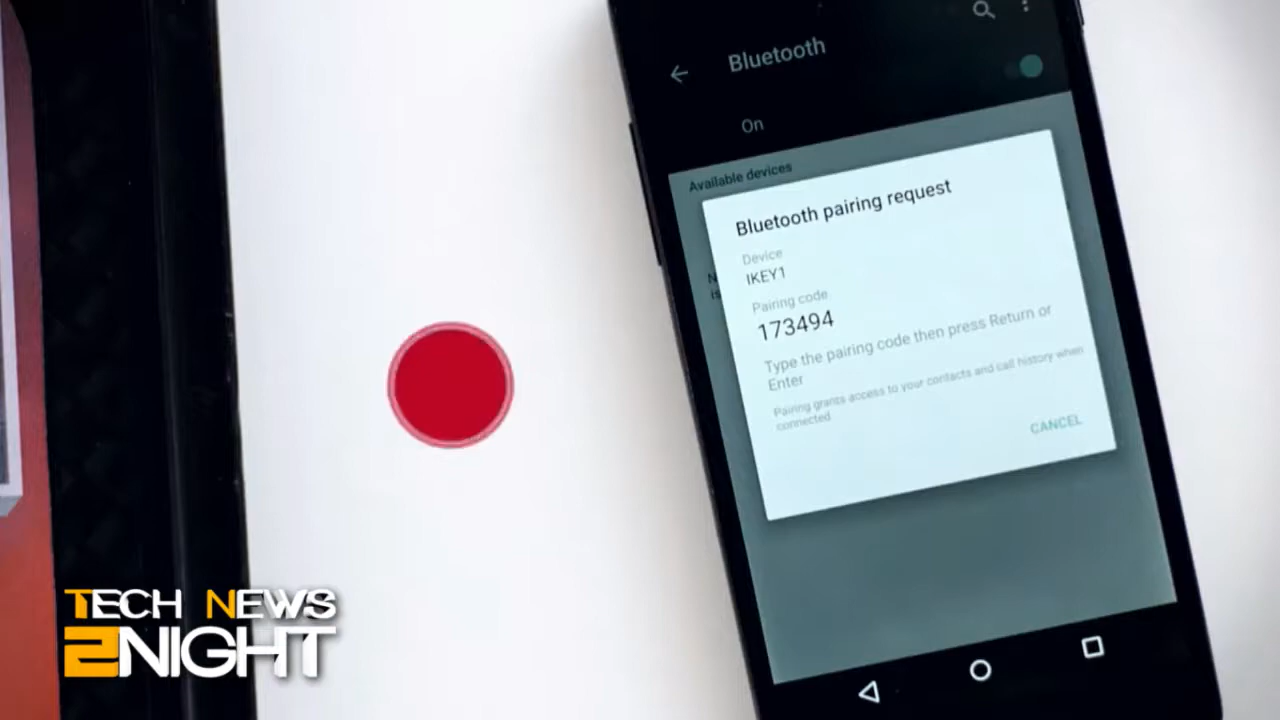 Bluetooth
On
Available devices
Bluetooth pairing request
Device
IKEY1
Pairing code
173494
Type the pairing code then press Return or
Enter
Pairing grants access to your contacts and call history when
connected
CANCEL
TECH NEWS
2NIGHT